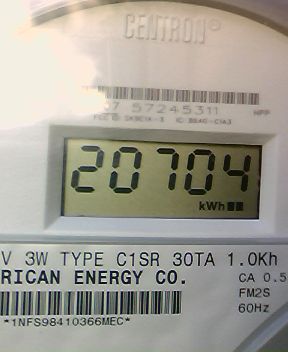 CENTRON®
57245311
NPP
20704
kWh
V 3W TYPE C1SR 30TA 1.0Kh
RICAN ENERGY CO.
CA 0.5
FM2S
60Hz
*1NFS98410366MEC*